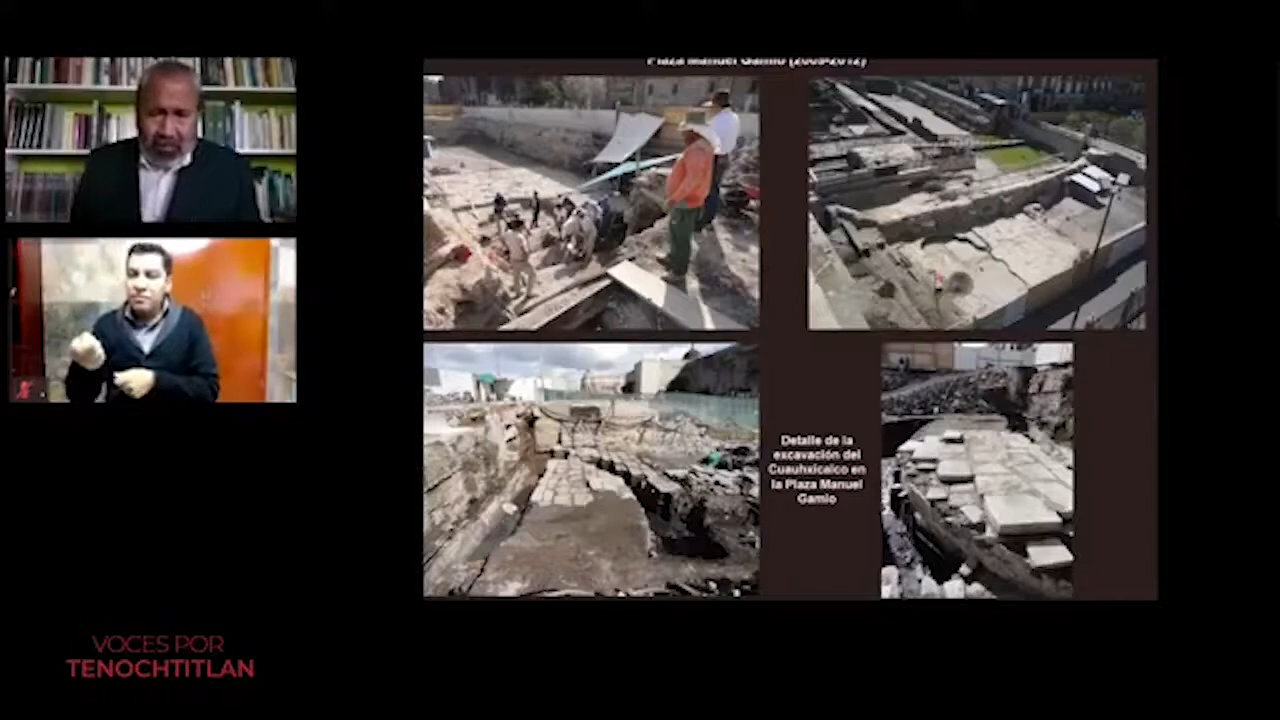 Plaza Manuel Gamio (2009-2012)
Detalle de la
excavación del
Cuauhxicalco en
la Plaza Manuel
Gamio
VOCES POR
TENOCHTITLAN